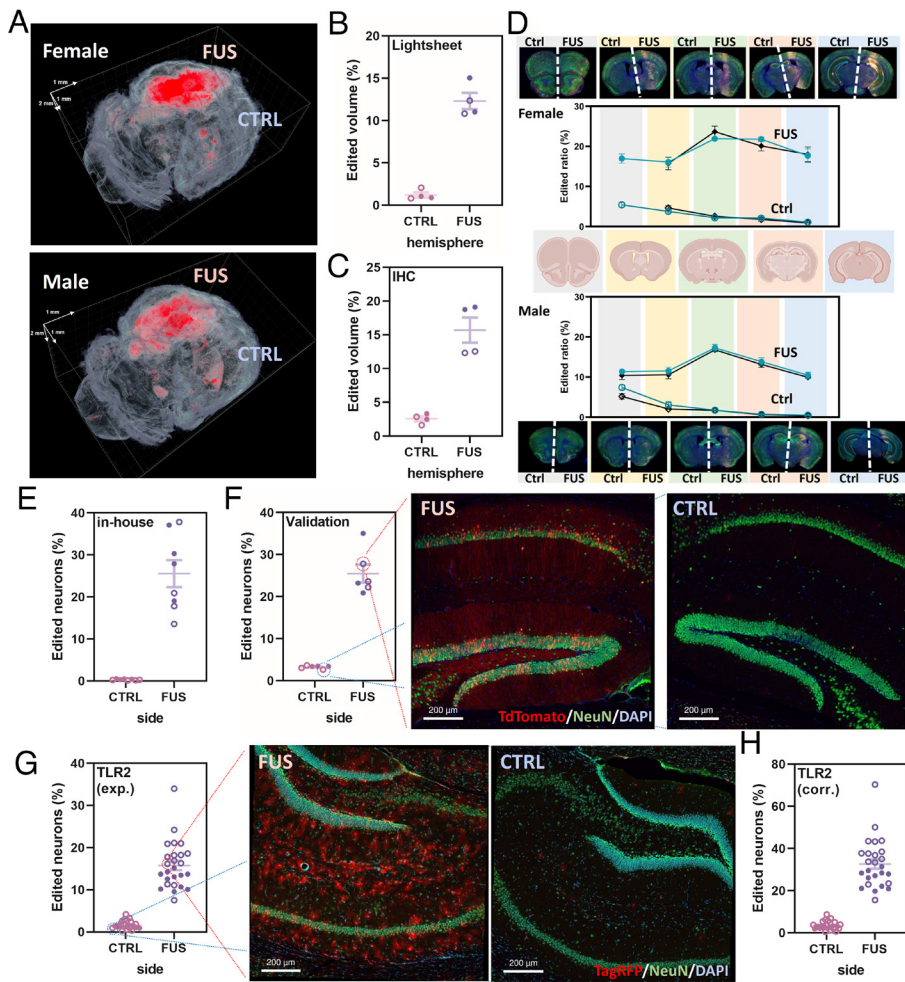 A
Female
FUS
CTRL
1 mm
2 mm
1 mm
Male
FUS
CTRL
1 mm
2 mm
1 mm
B
Edited volume (%)
20
15
10
5
0
Lightsheet
CTRL FUS
hemisphere
C
Edited volume (%)
25
20
15
10
5
0
IHC
CTRL FUS
hemisphere
D
Ctrl FUS Ctrl FUS Ctrl FUS Ctrl FUS Ctrl FUS
Female
Edited ratio (%)
30
20
10
0
FUS
Ctrl
Male
Edited ratio (%)
30
20
10
0
FUS
Ctrl
Ctrl FUS Ctrl FUS Ctrl FUS Ctrl FUS Ctrl FUS
E
Edited neurons (%)
40
30
20
10
0
in-house
CTRL FUS
side
F
Edited neurons (%)
40
30
20
10
0
Validation
CTRL FUS
side
FUS
200 µm
TdTomato/NeuN/DAPI
CTRL
200 µm
G
Edited neurons (%)
40
30
20
10
0
TLR2
(exp.)
CTRL FUS
side
FUS
200 µm
CTRL
200 µm
TagRFP/NeuN/DAPI
H
Edited neurons (%)
80
60
40
20
0
TLR2
(corr.)
CTRL FUS
side